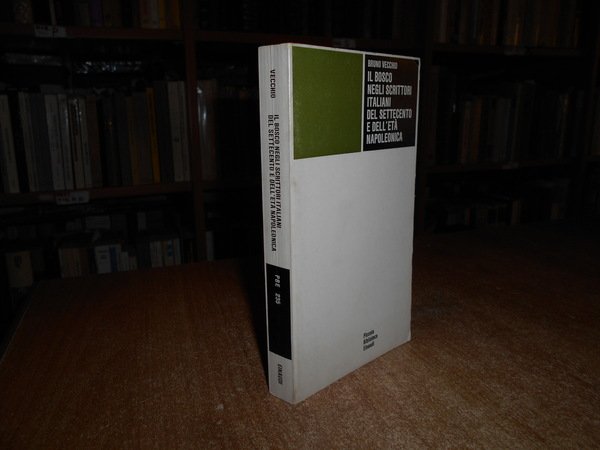 BRUNO VECCHIO
IL BOSCO
NEGLI SCRITTORI
ITALIANI
DEL SETTECENTO
E DELL'ETÀ
NAPOLEONICA
Piccola
Biblioteca
Einaudi
VECCHIO
IL BOSCO NEGLI SCRITTORI ITALIANI
DEL SETTECENTO E DELL'ETÀ NAPOLEONICA
PBE 235
EINAUDI